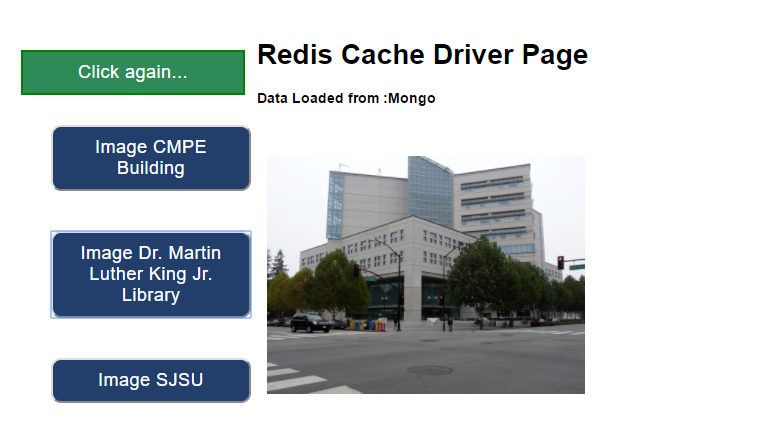 Redis Cache Driver Page
Click again...
Data Loaded from :Mongo
Image CMPE
Building
Image Dr. Martin
Luther King Jr.
Library
Image SJSU